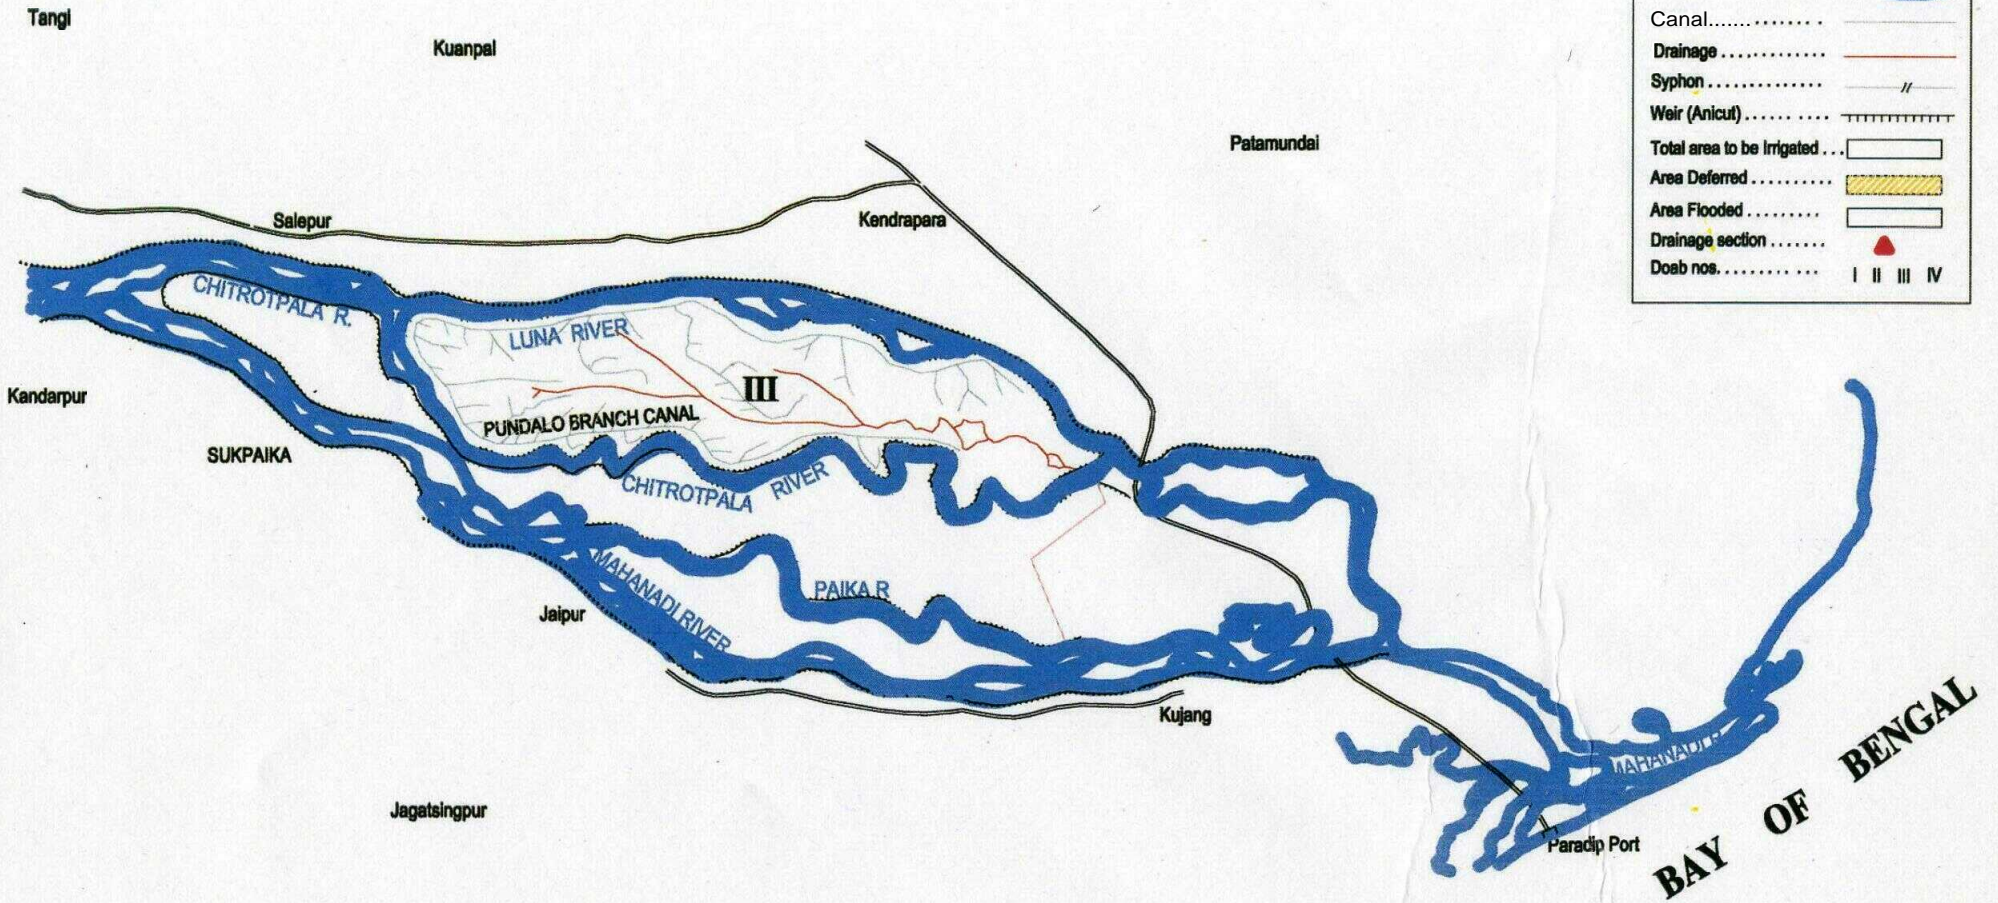 Tangi
Kuanpal
Canal.............. .
Drainage ..............
Syphon ..............
Weir (Anicut) ...... ....
Patamundai
Total area to be Irrigated ...
Area Deferred ..........
Area Flooded .........
Drainage section .......
Doab nos.......... ...
I II III IV
Salepur
Kendrapara
CHITROTPALA R.
LUNA RIVER
Kandarpur
III
PUNDALO BRANCH CANAL
SUKPAIKA
CHITROTPALA RIVER
MAHANADI RIVER
PAIKA R
Jaipur
Kujang
MAHANADI R
Jagatsingpur
Paradip Port
BAY OF BENGAL